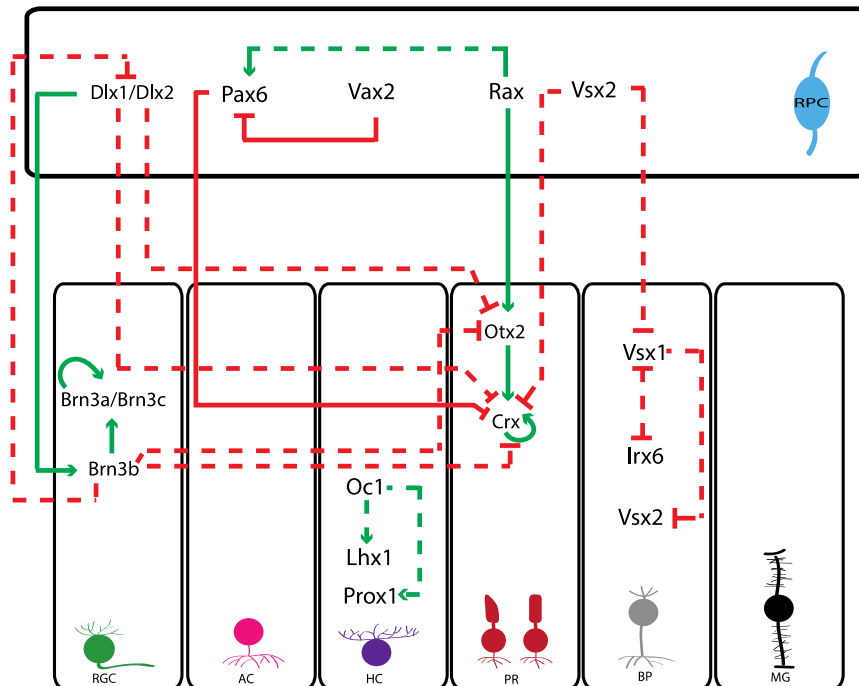 Dlx1/Dlx2
Pax6
Vax2
Rax
Vsx2
RPC
Otx2
Vsx1
Brn3a/Brn3c
Crx
Irx6
Brn3b
Oc1
Vsx2
Lhx1
Prox1
RGC
AC
HC
PR
BP
MG